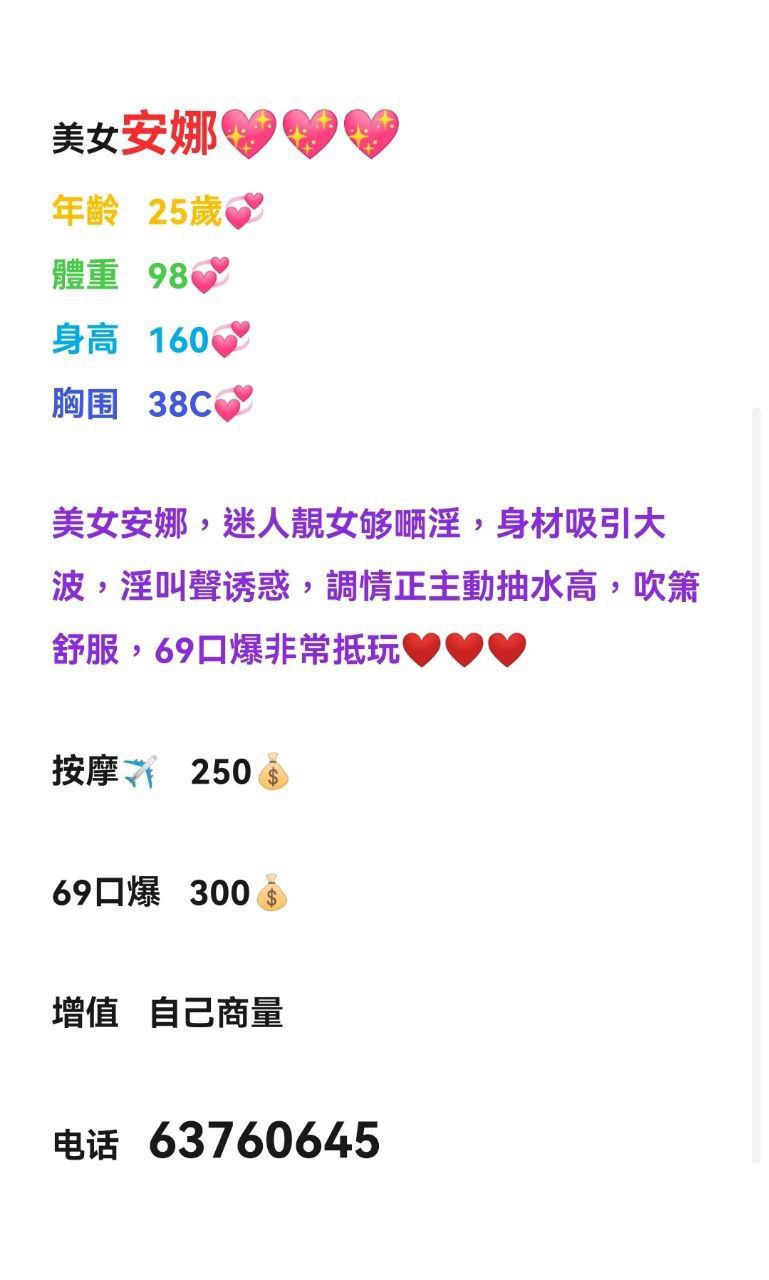 美女安娜💖💖💖
年齡 25歲💞
體重 98💞
身高 160💞
胸围 38C💞
美女安娜，迷人靚女够嗮淫，身材吸引大
波，淫叫聲诱惑，調情正主動抽水高，吹箫
舒服，69口爆非常抵玩❤️❤️❤️
按摩✈️ 250💰
69口爆 300💰
增值 自己商量
电话 63760645